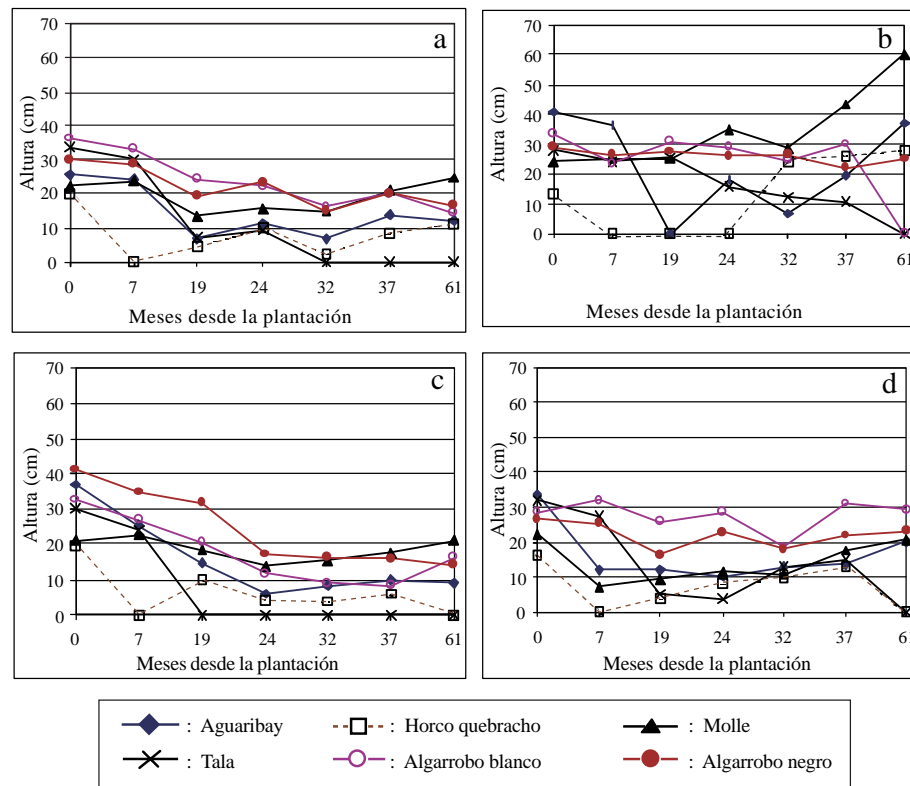 a
70
60
50
40
30
20
10
0
Altura (cm)
0 7 19 24 32 37 61
Meses desde la plantación
b
70
60
50
40
30
20
10
0
Altura (cm)
0 7 19 24 32 37 61
Meses desde la plantación
c
70
60
50
40
30
20
10
0
Altura (cm)
0 7 19 24 32 37 61
Meses desde la plantación
d
70
60
50
40
30
20
10
0
Altura (cm)
0 7 19 24 32 37 61
Meses desde la plantación
: Aguaribay : Horco quebracho : Molle
: Tala : Algarrobo blanco : Algarrobo negro